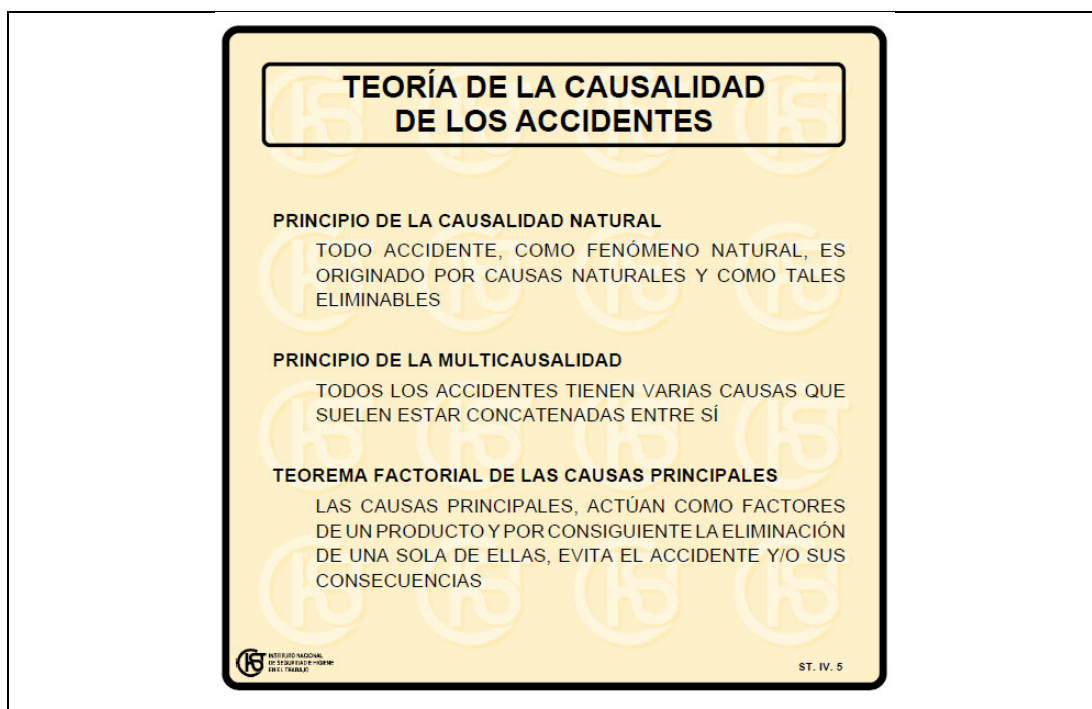 TEORÍA DE LA CAUSALIDAD
DE LOS ACCIDENTES
PRINCIPIO DE LA CAUSALIDAD NATURAL
TODO ACCIDENTE, COMO FENÓMENO NATURAL, ES
ORIGINADO POR CAUSAS NATURALES Y COMO TALES
ELIMINABLES
PRINCIPIO DE LA MULTICAUSALIDAD
TODOS LOS ACCIDENTES TIENEN VARIAS CAUSAS QUE
SUELEN ESTAR CONCATENADAS ENTRE SÍ
TEOREMA FACTORIAL DE LAS CAUSAS PRINCIPALES
LAS CAUSAS PRINCIPALES, ACTÚAN COMO FACTORES
DE UN PRODUCTO Y POR CONSIGUIENTE LA ELIMINACIÓN
DE UNA SOLA DE ELLAS, EVITA EL ACCIDENTE Y/O SUS
CONSECUENCIAS
INSTITUTO NACIONAL
DE SEGURIDAD E HIGIENE
EN EL TRABAJO
ST. IV. 5